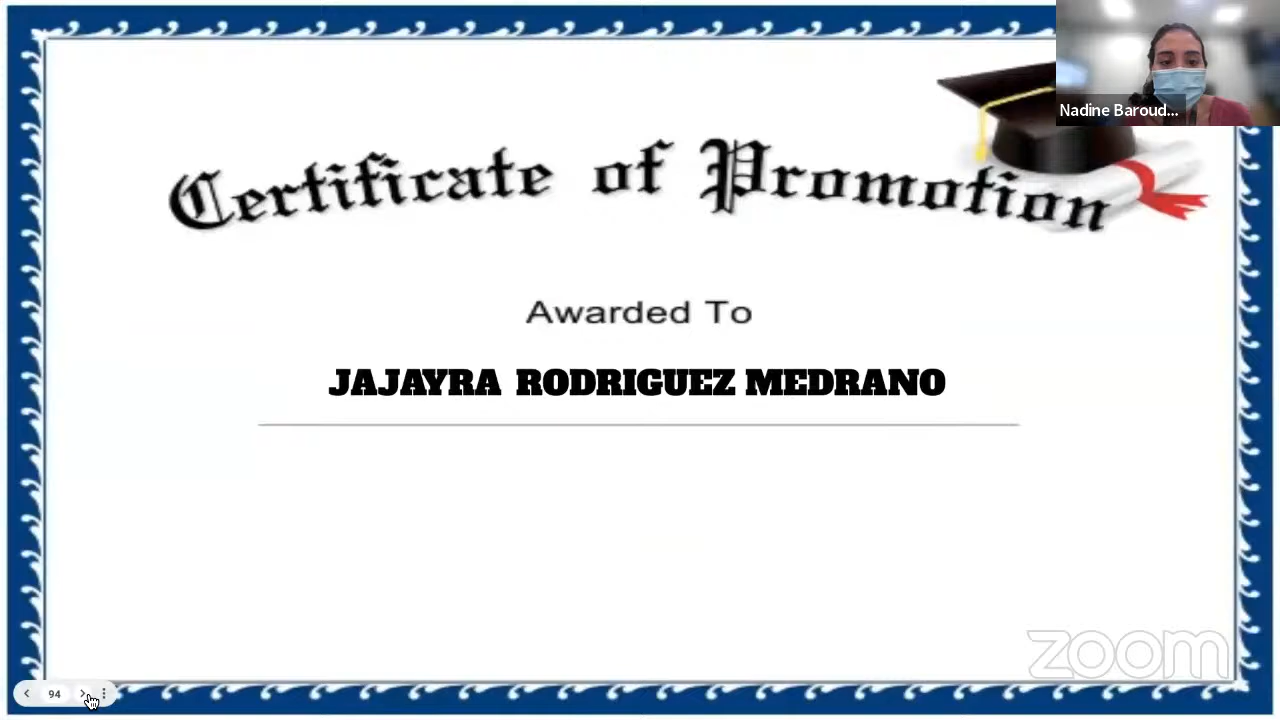 Nadine Baroud...
Certificate of Promotion
Awarded To
JAJAYRA RODRIGUEZ MEDRANO
zoom
94